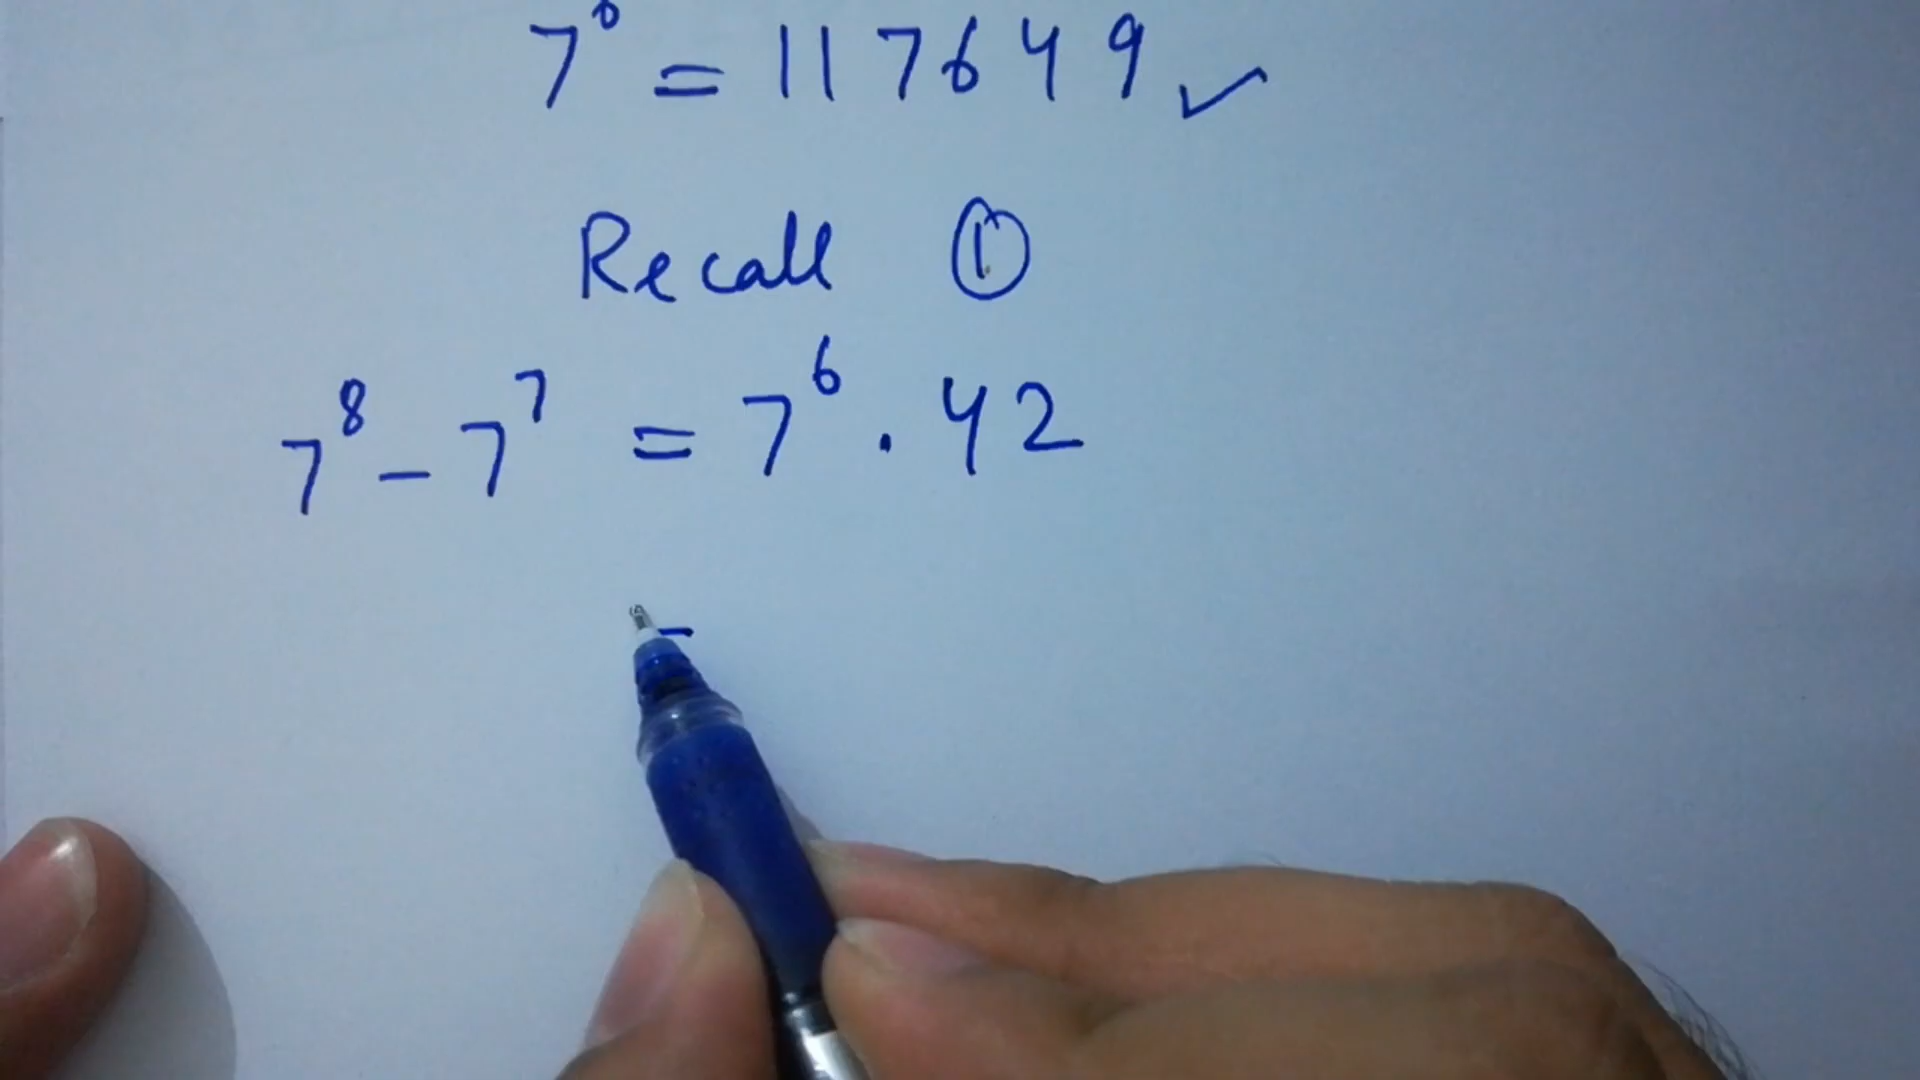 7⁶ = 117649 ✓
Recall ①
7⁸ - 7⁷ = 7⁶ . 42
-